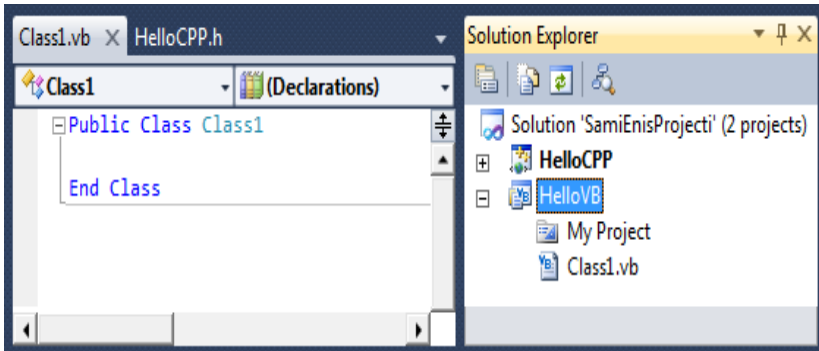 Class1.vb HelloCPP.h
Class1 (Declarations)
Public Class Class1
End Class
Solution Explorer
Solution 'SamiEnisProjecti' (2 projects)
HelloCPP
HelloVB
My Project
Class1.vb